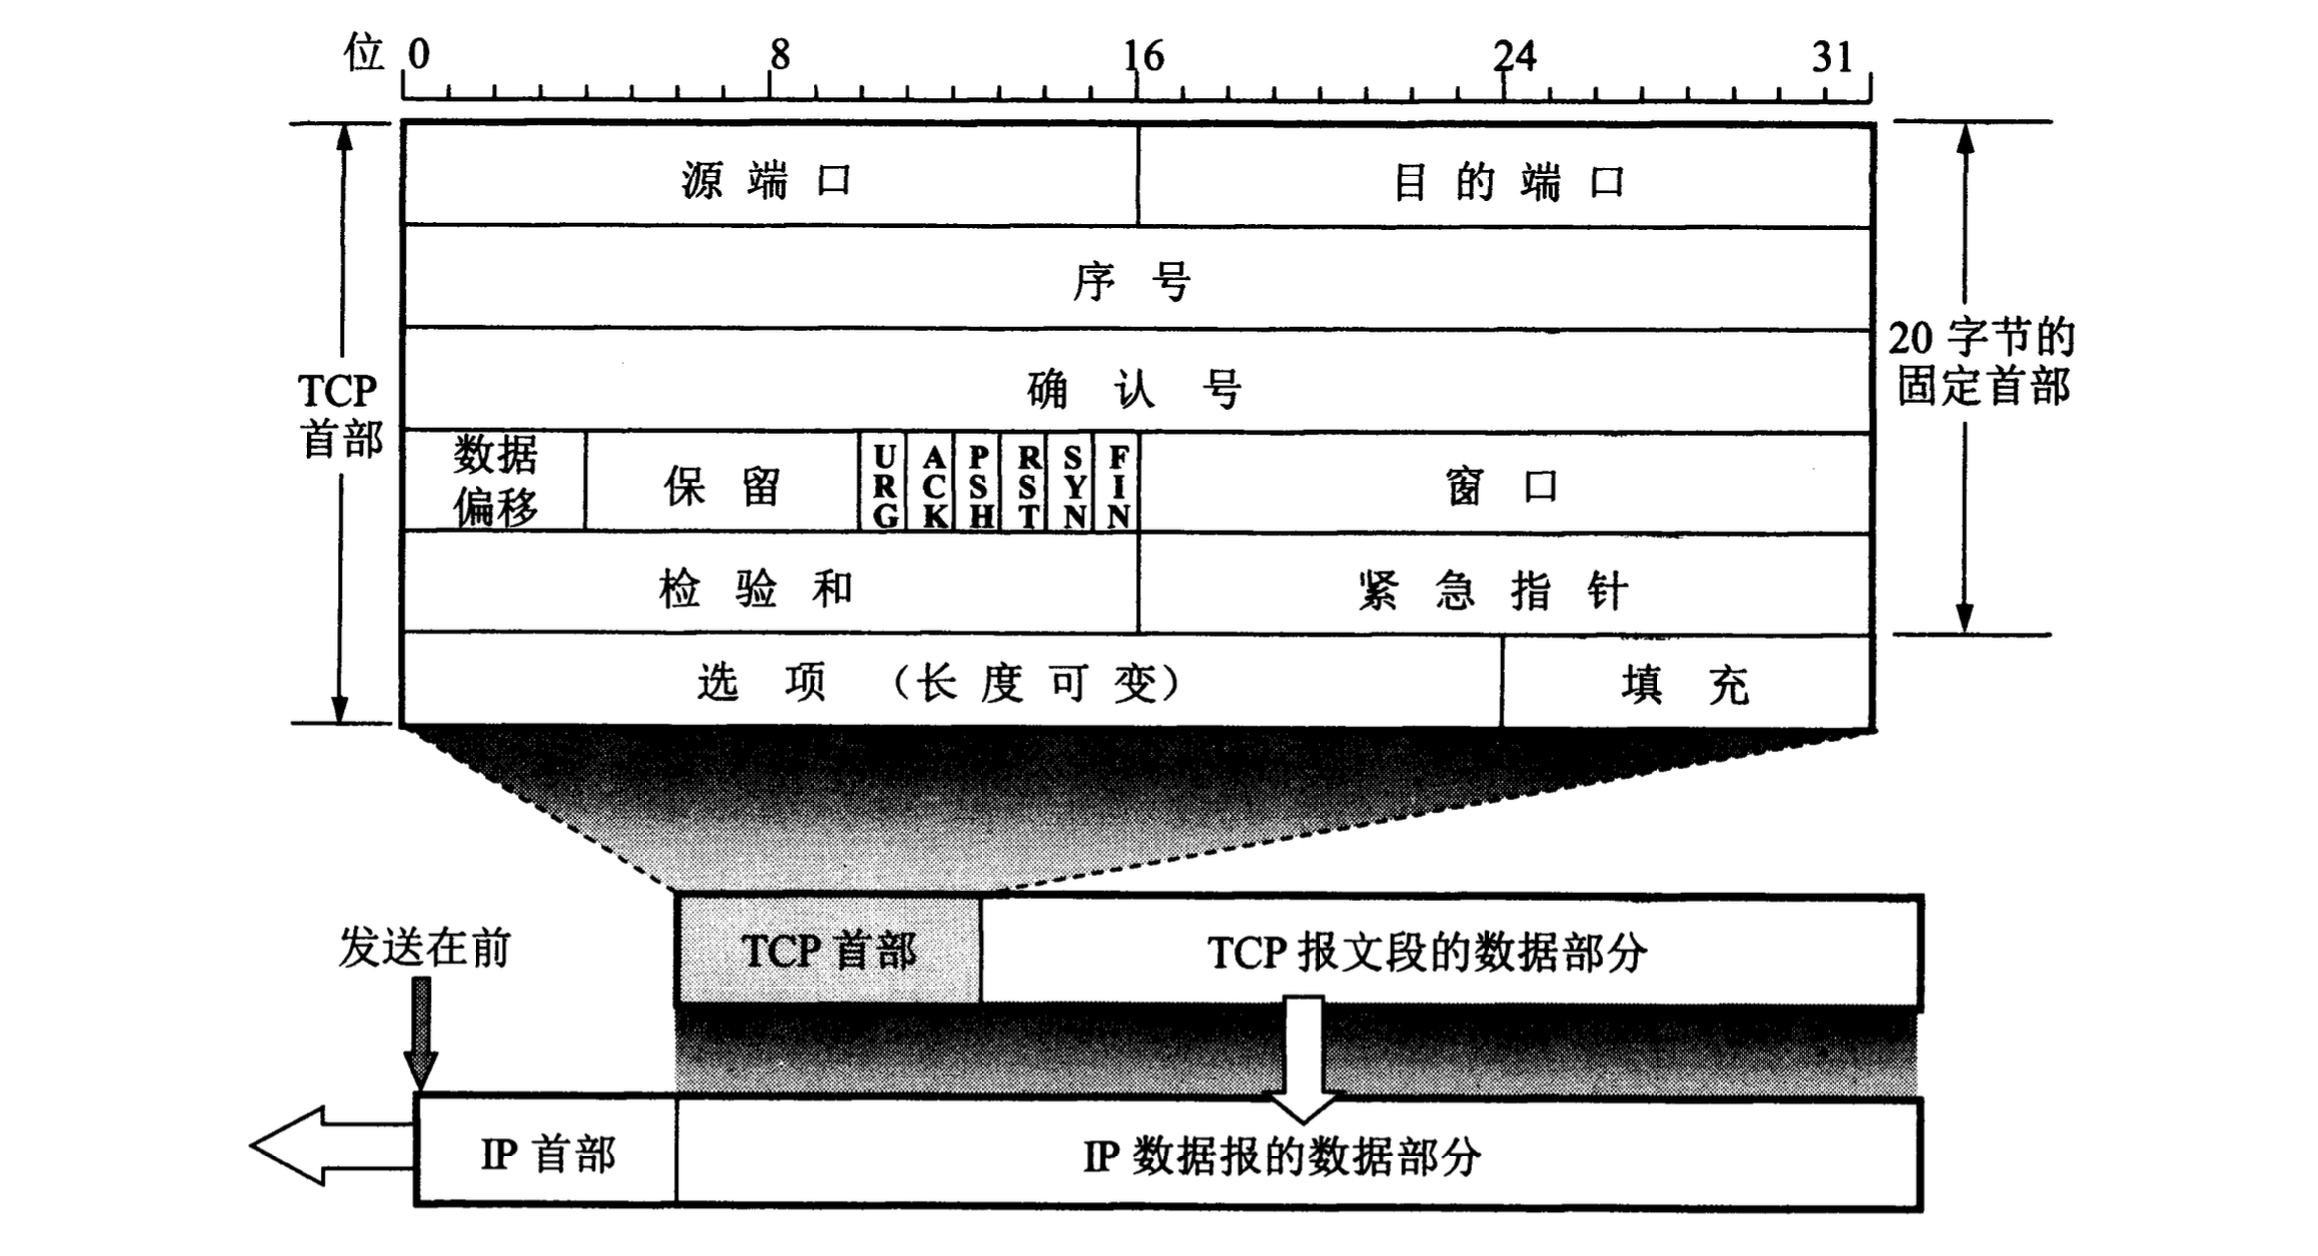 位 0 8 16 24 31
源端口 目的端口
序号
确认号
TCP
首部
20 字节的
固定首部
数据
偏移
保留
URG
ACK
PSH
RST
SYN
FIN
窗口
检验和 紧急指针
选项 (长度可变) 填充
发送在前
TCP 首部 TCP 报文段的数据部分
IP 首部 IP 数据报的数据部分